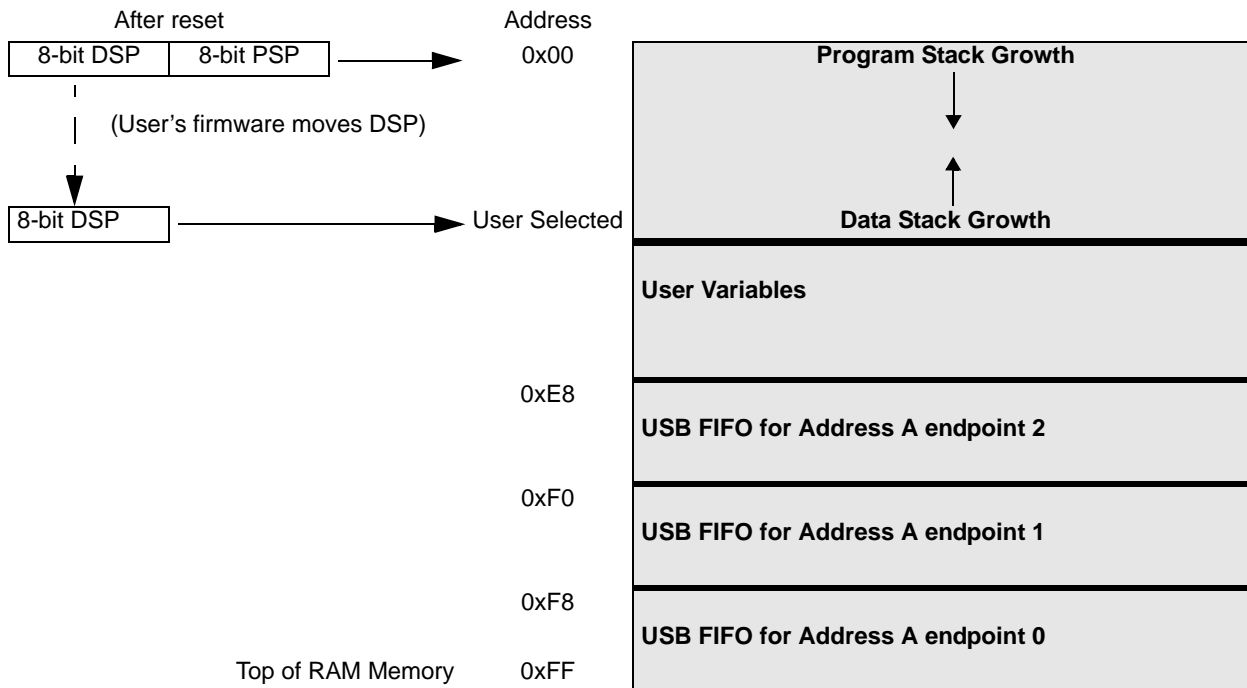 After reset
Address
8-bit DSP 8-bit PSP 0x00 Program Stack Growth
(User’s firmware moves DSP)
8-bit DSP User Selected Data Stack Growth
User Variables
0xE8
USB FIFO for Address A endpoint 2
0xF0
USB FIFO for Address A endpoint 1
0xF8
USB FIFO for Address A endpoint 0
Top of RAM Memory 0xFF